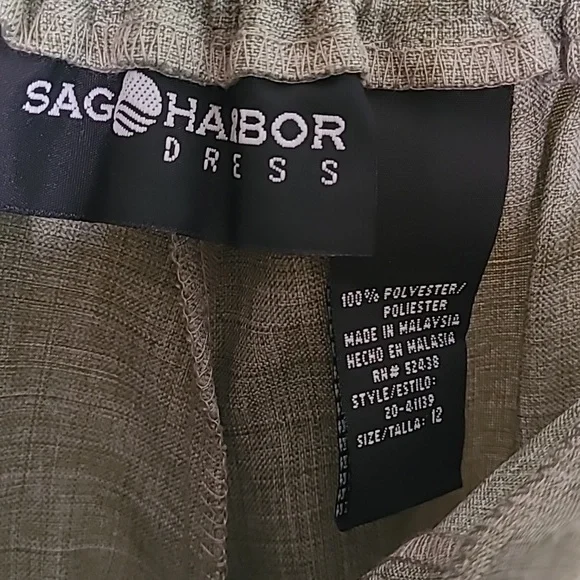 SAG HARBOR
DRESS
100% POLYESTER/
POLIESTER
MADE IN MALAYSIA
HECHO EN MALASIA
RN# 52438
STYLE/ESTILO:
20-41139
SIZE/TALLA: 12